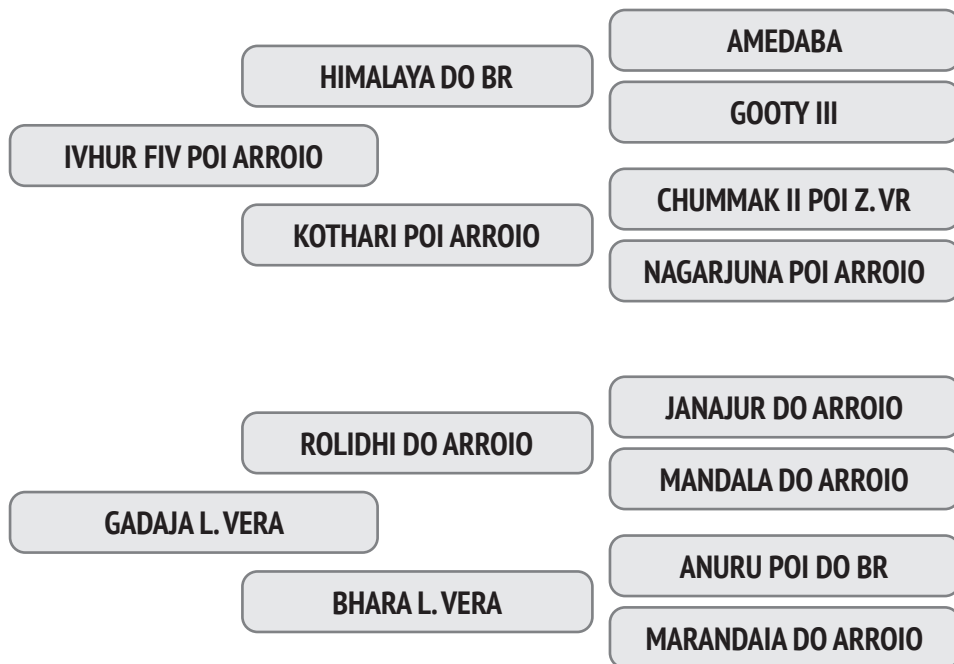 AMEDABA
HIMALAYA DO BR
GOOTY III
IVHUR FIV POI ARROIO
CHUMMAK II POI Z. VR
KOTHARI POI ARROIO
NAGARJUNA POI ARROIO
JANAJUR DO ARROIO
ROLIDHI DO ARROIO
MANDALA DO ARROIO
GADAJA L. VERA
ANURU POI DO BR
BHARA L. VERA
MARANDAIA DO ARROIO